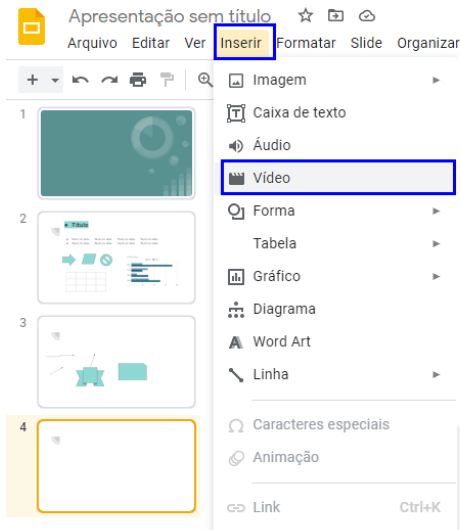 Apresentação sem título
Arquivo Editar Ver Inserir Formatar Slide Organizar
Imagem
Caixa de texto
Áudio
Vídeo
Forma
Tabela
Gráfico
Diagrama
Word Art
Linha
Caracteres especiais
Animação
Link Ctrl+K
1
2
Título
3
4